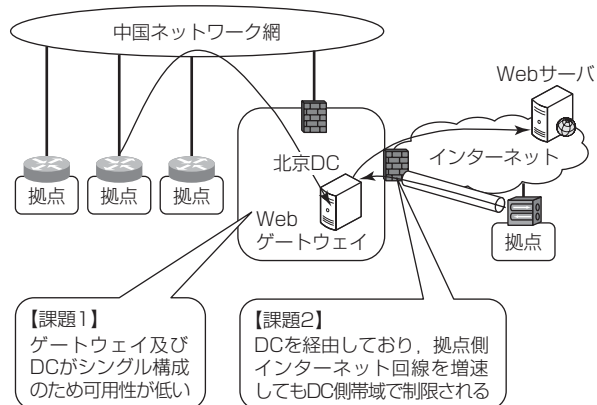 中国ネットワーク網
Webサーバ
北京DC
インターネット
拠点
拠点
拠点
Web
ゲートウェイ
拠点
【課題1】
ゲートウェイ及び
DCがシングル構成
のため可用性が低い
【課題2】
DCを経由しており，拠点側
インターネット回線を増速
してもDC側帯域で制限される